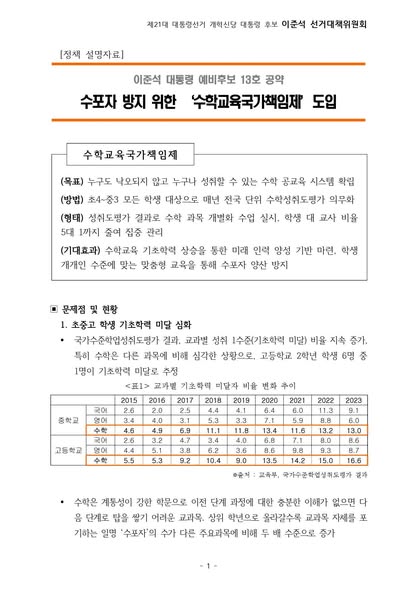 제21대 대통령선거 개혁신당 대통령 후보 이준석 선거대책위원회
[정책 설명자료]
이준석 대통령 예비후보 13호 공약
수포자 방지 위한 ‘수학교육국가책임제’ 도입
수학교육국가책임제
(목표) 누구도 낙오되지 않고 누구나 성취할 수 있는 수학 공교육 시스템 확립
(방법) 초4~중3 모든 학생 대상으로 매년 전국 단위 수학성취도평가 의무화
(형태) 성취도평가 결과로 수학 과목 개별화 수업 실시. 학생 대 교사 비율
5대 1까지 줄여 집중 관리
(기대효과) 수학교육 기초학력 상승을 통한 미래 인력 양성 기반 마련. 학생
개개인 수준에 맞는 맞춤형 교육을 통해 수포자 양산 방지
▣ 문제점 및 현황
1. 초중고 학생 기초학력 미달 심화
• 국가수준학업성취도평가 결과, 교과별 성취 1수준(기초학력 미달) 비율 지속 증가.
특히 수학은 다른 과목에 비해 심각한 상황으로, 고등학교 2학년 학생 6명 중
1명이 기초학력 미달로 추정
<표1> 교과별 기초학력 미달자 비율 변화 추이
2015 2016 2017 2018 2019 2020 2021 2022 2023
중학교 국어 2.6 2.0 2.5 4.4 4.1 6.4 6.0 11.3 9.1
영어 3.4 4.0 3.1 5.3 3.3 7.1 5.9 8.8 6.0
수학 4.6 4.9 6.9 11.1 11.8 13.4 11.6 13.2 13.0
고등학교 국어 2.6 3.2 4.7 3.4 4.0 6.8 7.1 8.0 8.6
영어 4.4 5.1 3.8 6.2 3.6 8.6 9.8 9.3 8.7
수학 5.5 5.3 9.2 10.4 9.0 13.5 14.2 15.0 16.6
※출처 : 교육부, 국가수준학업성취도평가 결과
• 수학은 계통성이 강한 학문으로 이전 단계 과정에 대한 충분한 이해가 없으면 다
음 단계로 탑을 쌓기 어려운 교과목. 상위 학년으로 올라갈수록 교과목 자체를 포
기하는 일명 ‘수포자’의 수가 다른 주요과목에 비해 두 배 수준으로 증가
- 1 -